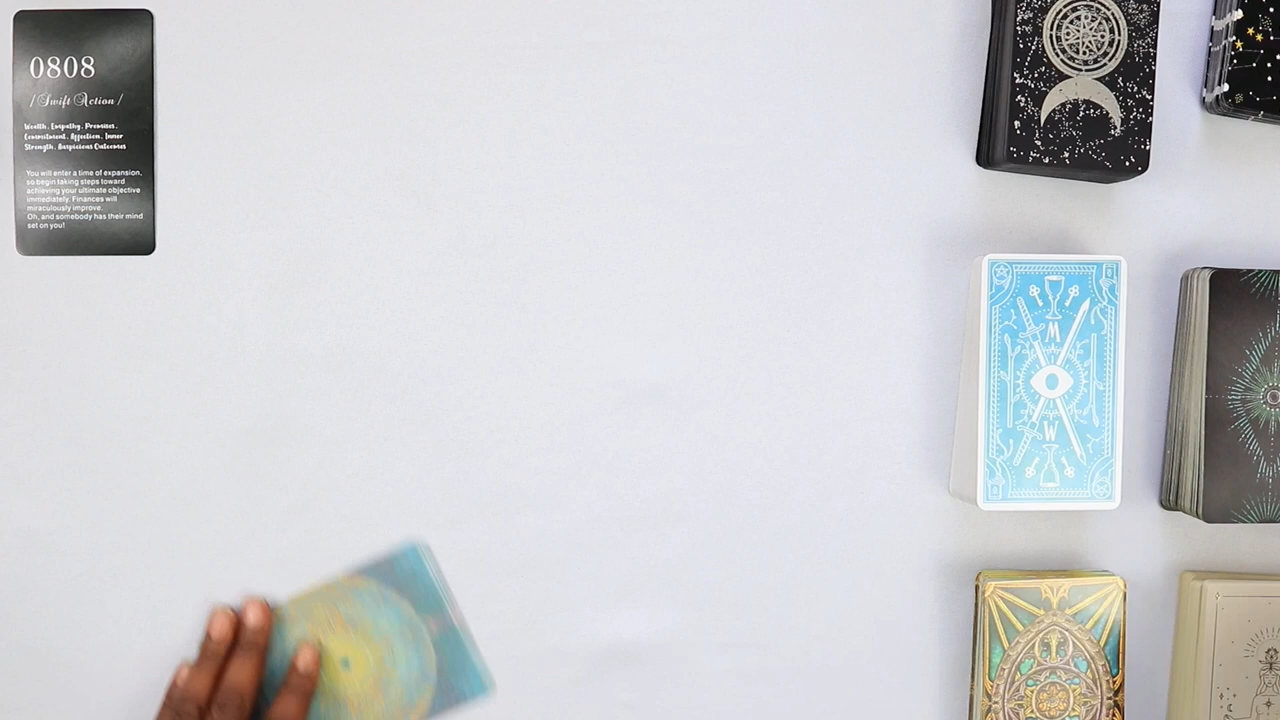 0808
/ Swift Action /
Wealth, Empathy, Promises,
Commitment, Affection, Inner
Strength, Auspicious Outcomes
You will enter a time of expansion,
so begin taking steps toward
achieving your ultimate objective
immediately. Finances will
miraculously improve.
Oh, and somebody has their mind
set on you!
M
W